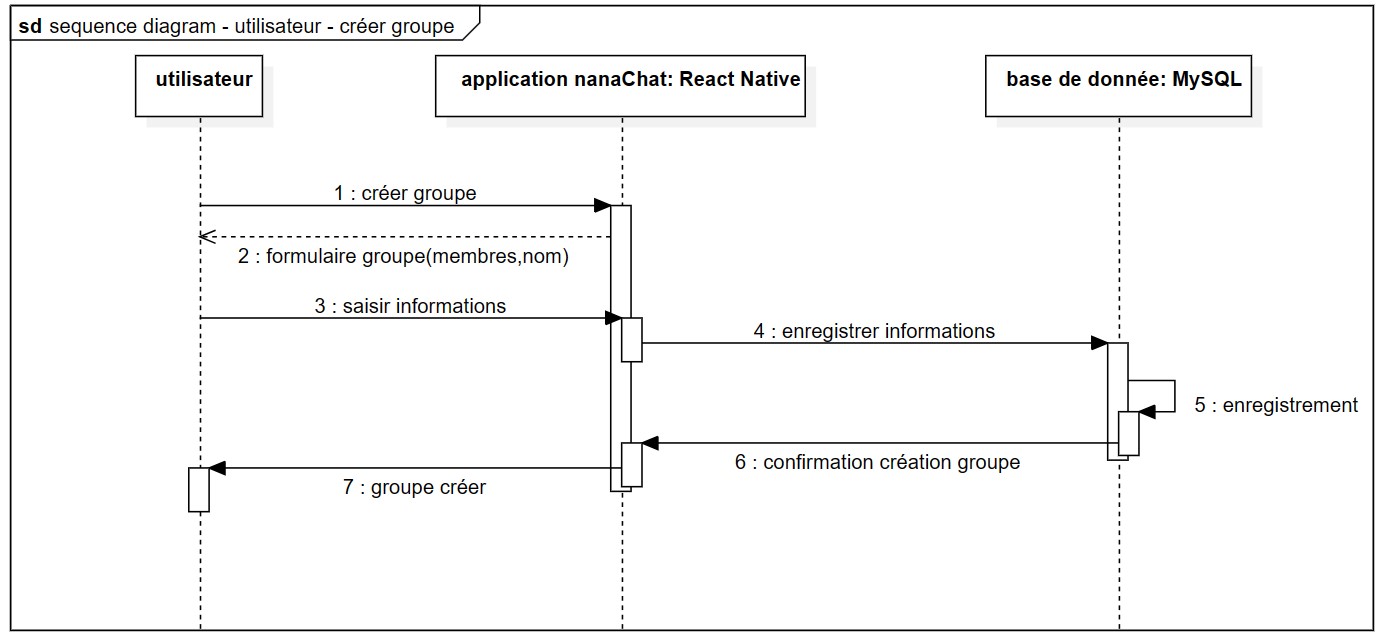 sd sequence diagram - utilisateur - créer groupe
utilisateur
application nanaChat: React Native
base de donnée: MySQL
1 : créer groupe
2 : formulaire groupe(membres,nom)
3 : saisir informations
4 : enregistrer informations
5 : enregistrement
6 : confirmation création groupe
7 : groupe créer